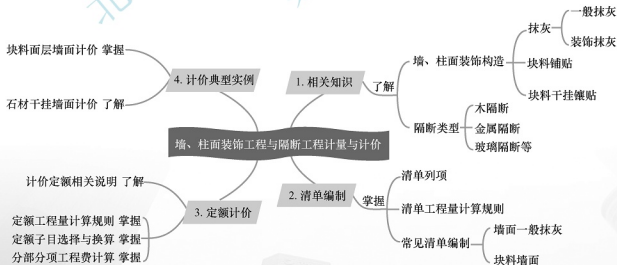 墙、柱面装饰工程与隔断工程计量与计价
1. 相关知识
了解
墙、柱面装饰构造
抹灰
一般抹灰
装饰抹灰
块料铺贴
块料干挂镶贴
隔断类型
木隔断
金属隔断
玻璃隔断等
2. 清单编制
掌握
清单列项
清单工程量计算规则
常见清单编制
墙面一般抹灰
块料墙面
3. 定额计价
计价定额相关说明 了解
定额工程量计算规则 掌握
定额子目选择与换算 掌握
分部分项工程费计算 掌握
4. 计价典型实例
块料面层墙面计价 掌握
石材干挂墙面计价 了解